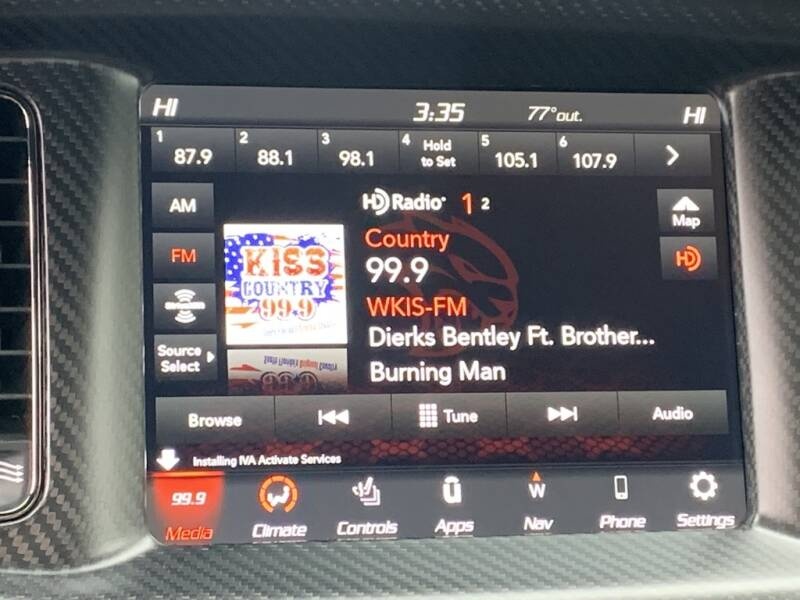 HI 3:35 77° out. HI
1 87.9 2 88.1 3 98.1 4 Hold to Set 5 105.1 6 107.9
AM
HD Radio 1 2
Map
Country
FM
HD
KISS
COUNTRY
99.9
99.9
WKIS-FM
Dierks Bentley Ft. Brother...
Source
Select
Burning Man
Browse Tune Audio
Installing IVA Activate Services
99.9 W
Media Climate Controls Apps Nav Phone Settings